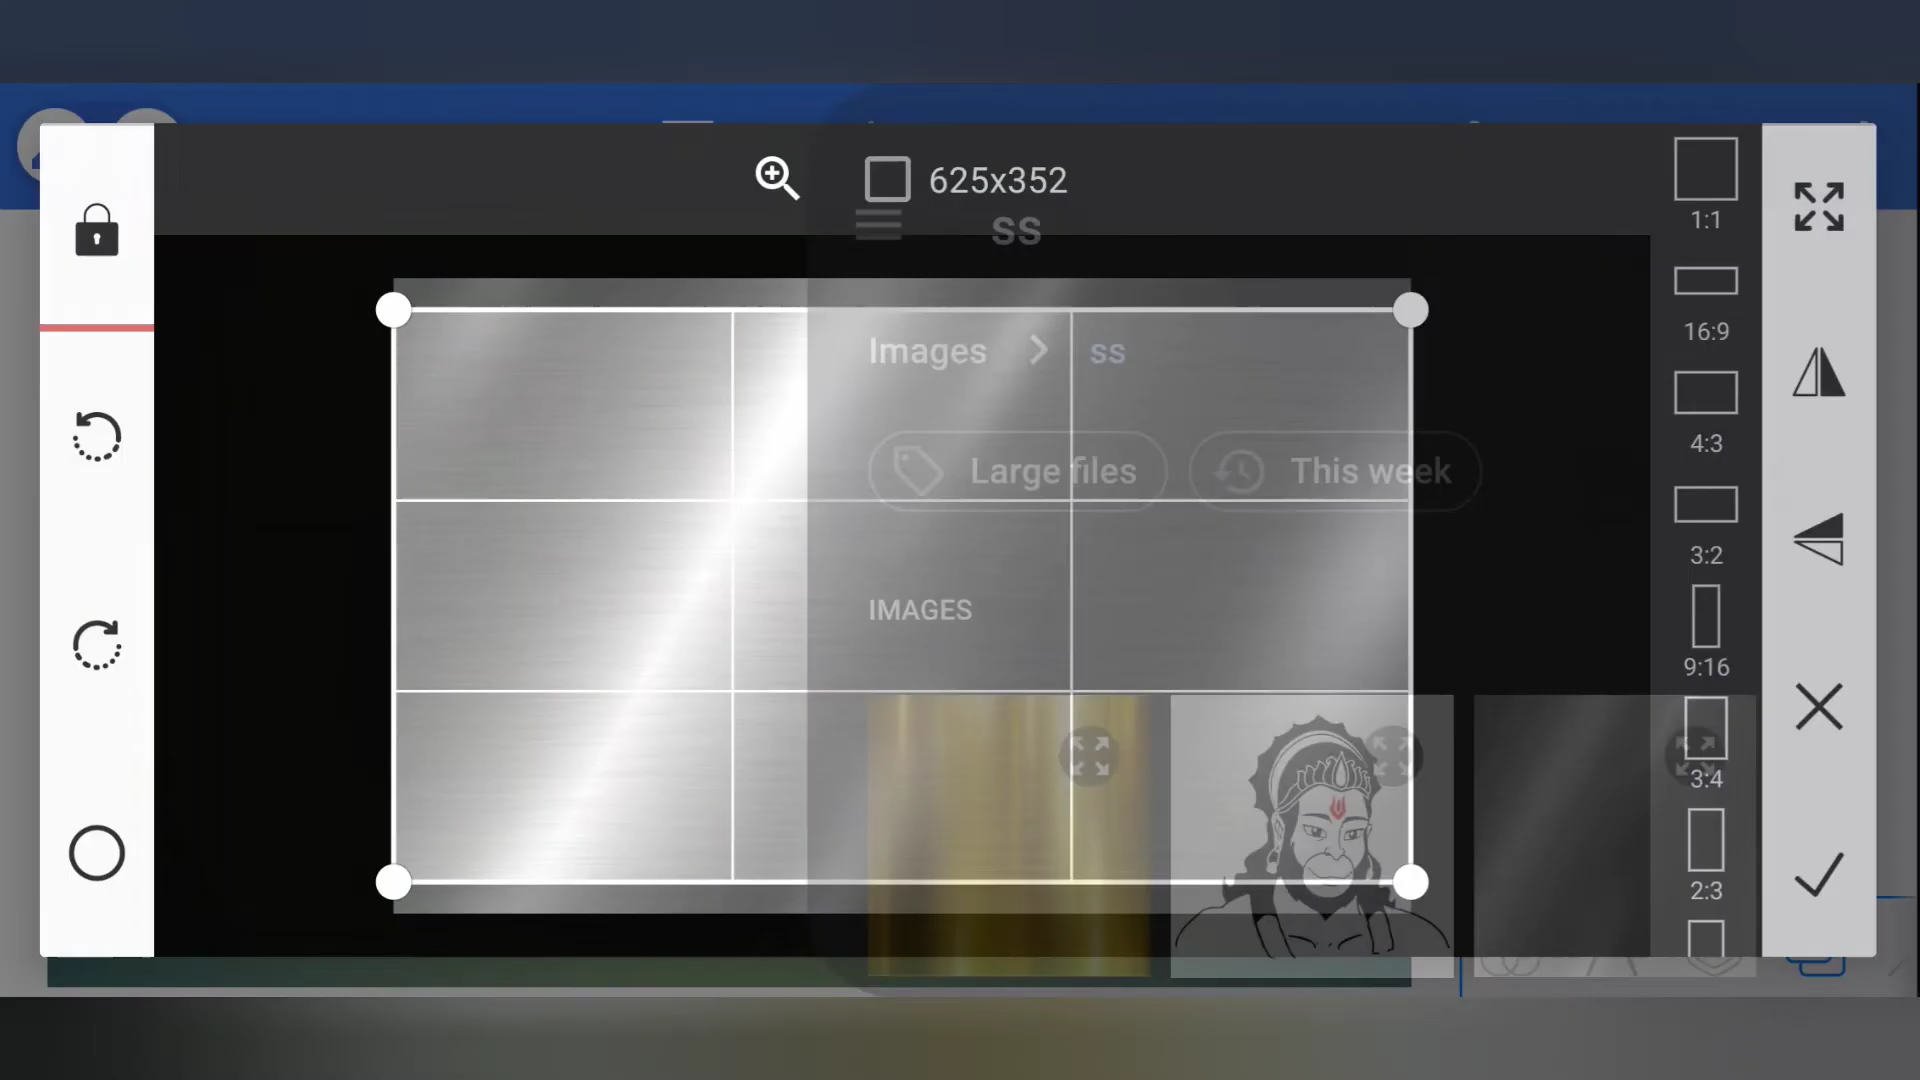 625x352
ss
Images
ss
Large files
This week
IMAGES
1:1
16:9
4:3
3:2
9:16
3:4
2:3